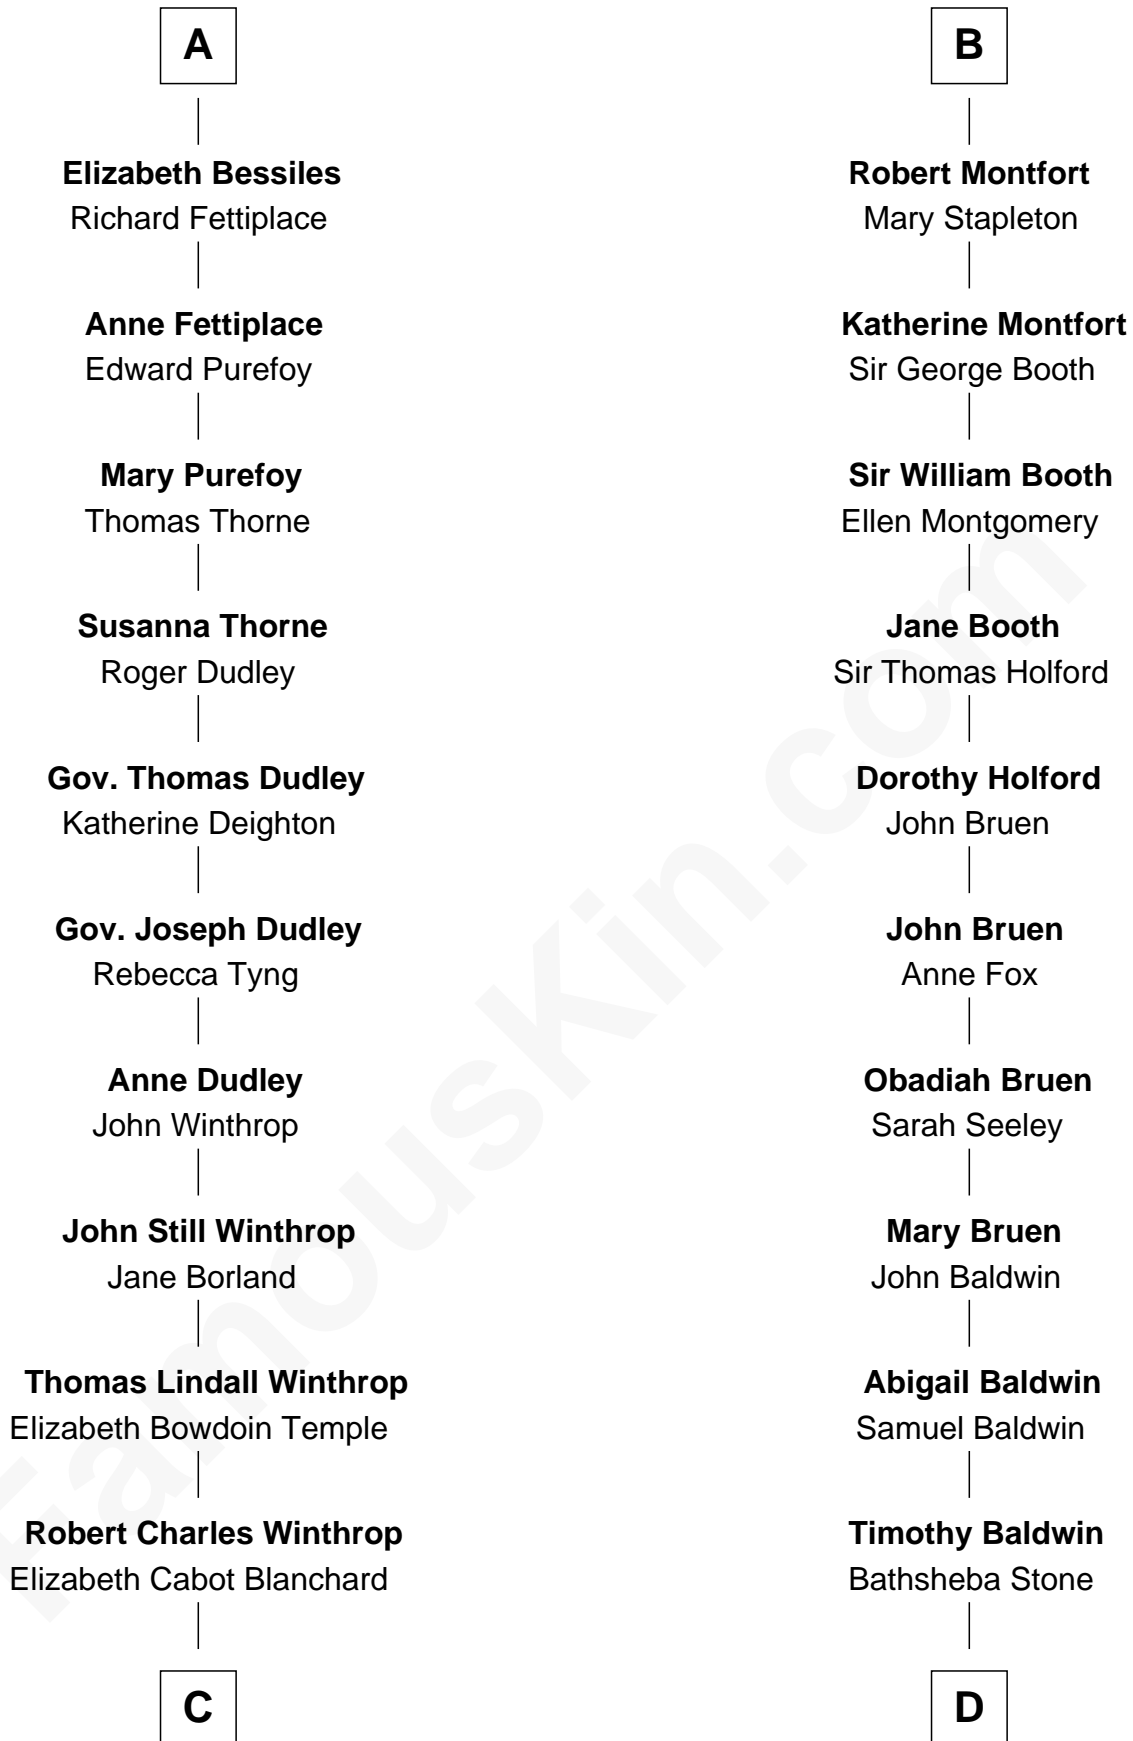 A
Elizabeth Bessiles
Richard Fettiplace
Anne Fettiplace
Edward Purefoy
Mary Purefoy
Thomas Thorne
Susanna Thorne
Roger Dudley
Gov. Thomas Dudley
Katherine Deighton
Gov. Joseph Dudley
Rebecca Tyng
Anne Dudley
John Winthrop
John Still Winthrop
Jane Borland
Thomas Lindall Winthrop
Elizabeth Bowdoin Temple
Robert Charles Winthrop
Elizabeth Cabot Blanchard
C
B
Robert Montfort
Mary Stapleton
Katherine Montfort
Sir George Booth
Sir William Booth
Ellen Montgomery
Jane Booth
Sir Thomas Holford
Dorothy Holford
John Bruen
John Bruen
Anne Fox
Obadiah Bruen
Sarah Seeley
Mary Bruen
John Baldwin
Abigail Baldwin
Samuel Baldwin
Timothy Baldwin
Bathsheba Stone
D
FamousKin.com